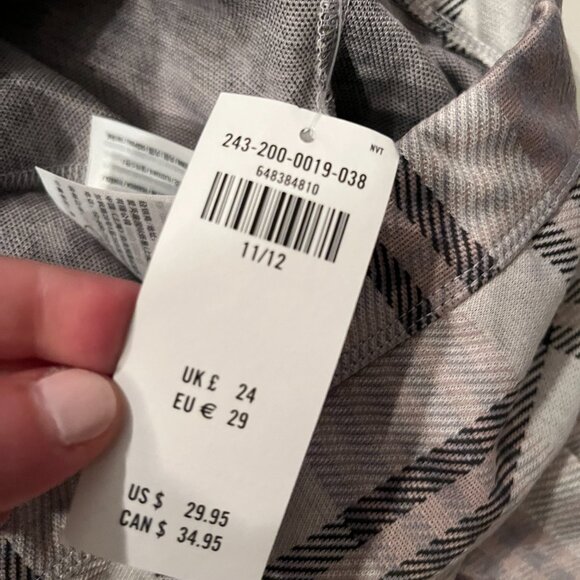 NVT
243-200-0019-038
648384810
11/12
UK £ 24
EU € 29
US $ 29.95
CAN $ 34.95